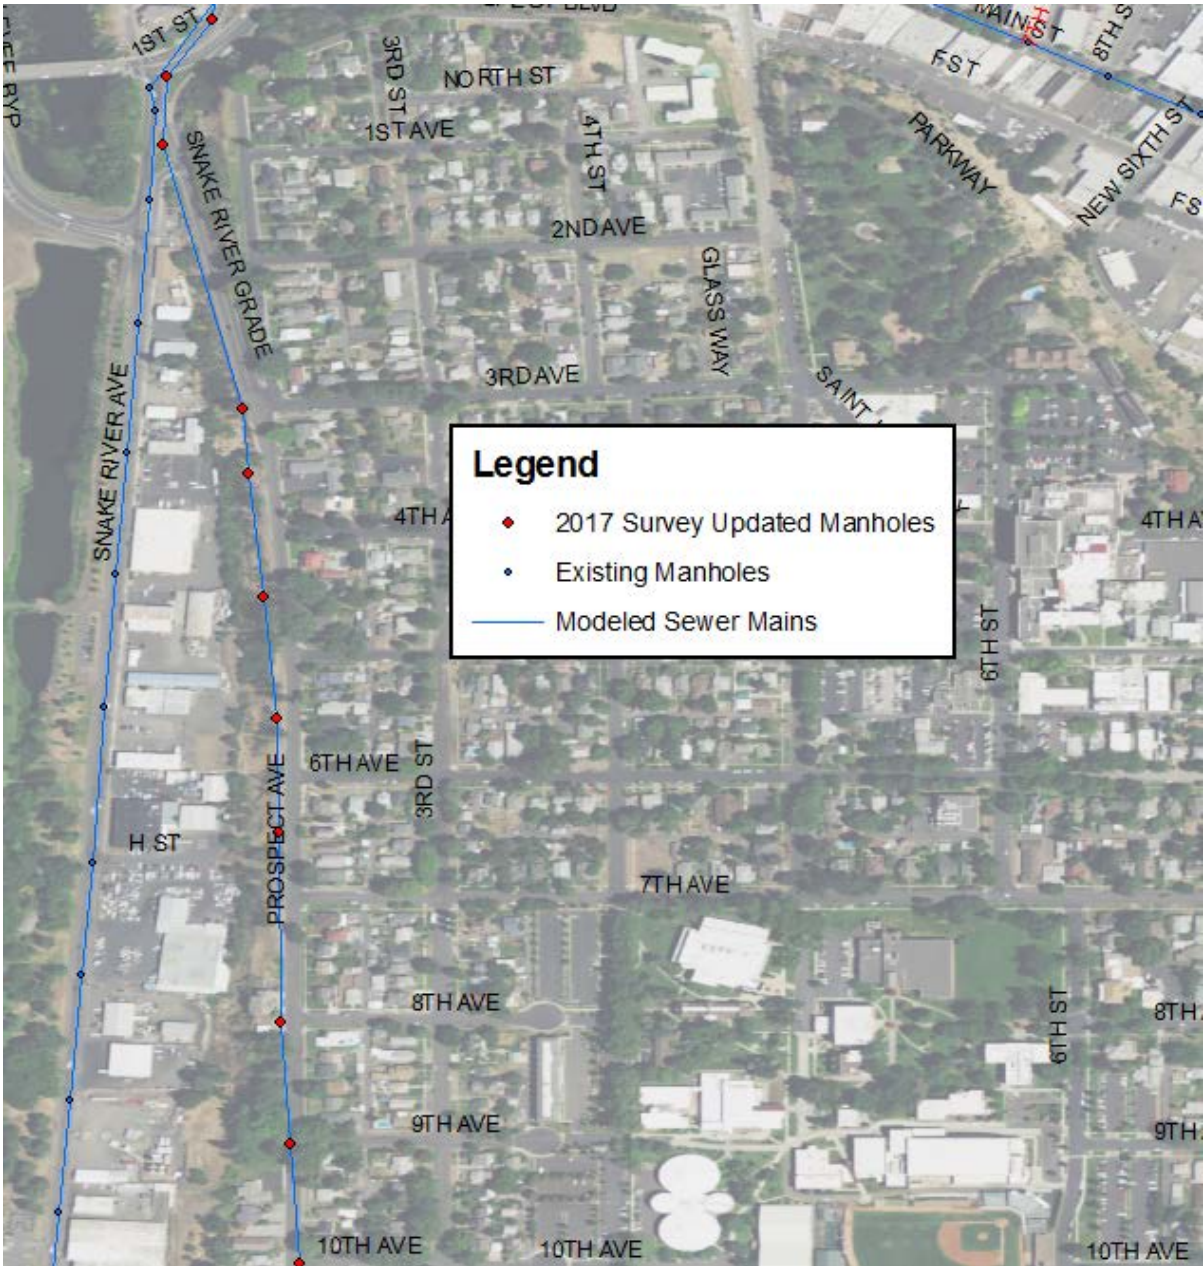 1ST ST
MAIN ST
8TH S
F ST
3RD ST
NORTH ST
1ST AVE
4TH ST
PARKWAY
NEW SIXTH ST
FS
SNAKE RIVER GRADE
2ND AVE
GLASS WAY
3RD AVE
SAINT
SNAKE RIVER AVE
Legend
2017 Survey Updated Manholes
Existing Manholes
Modeled Sewer Mains
4TH A
4TH A
6TH ST
6TH AVE
3RD ST
PROSPECT AVE
H ST
7TH AVE
8TH AVE
6TH ST
8TH
9TH AVE
9TH
10TH AVE
10TH AVE
10TH AVE